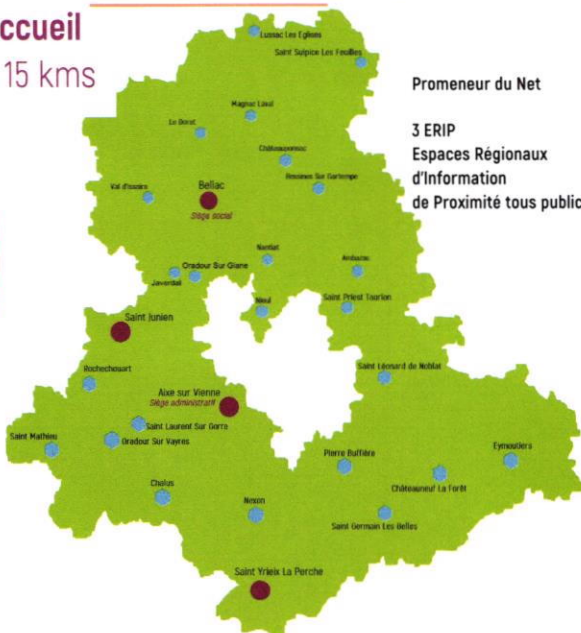 ccueil
15 kms
Promeneur du Net
3 ERIP
Espaces Régionaux
d'Information
de Proximité tous public
Lussac Les Eglises
Saint Sulpice Les Feuilles
Magnac Laval
Le Dorat
Châteauponsac
Bessines Sur Gartempe
Val d'Issoire
Bellac
Siège social
Nantiat
Ambazac
Oradour Sur Glane
Javerdat
Nieul
Saint Priest Taurion
Saint Junien
Saint Léonard de Noblat
Rochechouart
Aixe sur Vienne
Siège administratif
Saint Laurent Sur Gorre
Oradour Sur Vayres
Saint Mathieu
Pierre Buffière
Eymoutiers
Châteauneuf La Forêt
Chalus
Nexon
Saint Germain Les Belles
Saint Yrieix La Perche